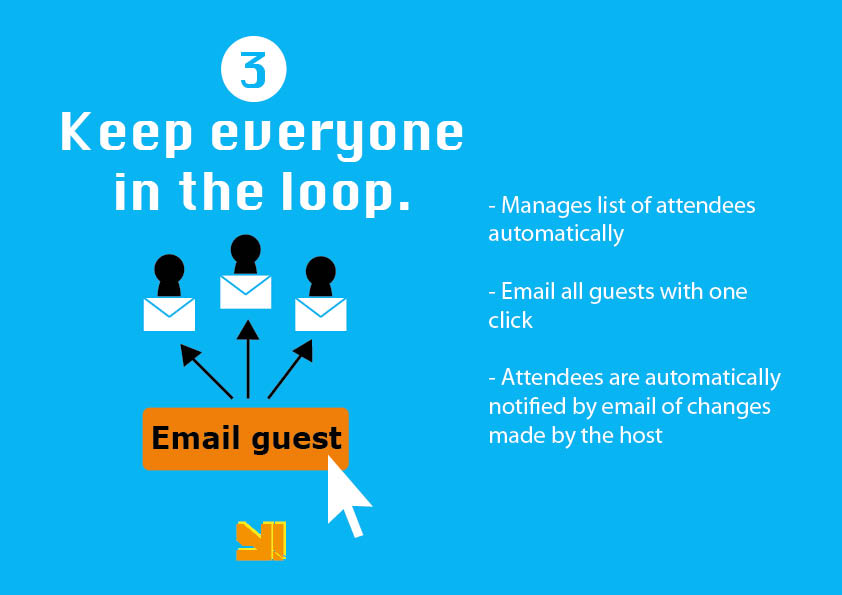 3
Keep everyone
in the loop.
- Manages list of attendees
automatically
- Email all guests with one
click
- Attendees are automatically
notified by email of changes
made by the host
Email guest